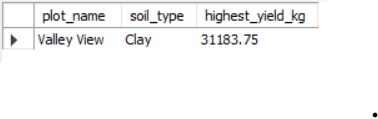 plot_name soil_type highest_yield_kg
Valley View Clay 31183.75
.